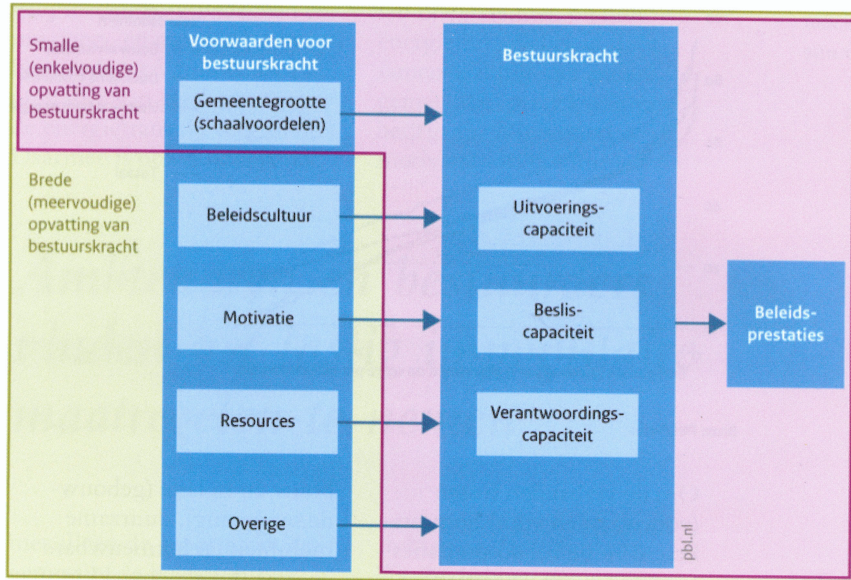 Smalle
(enkelvoudige)
opvatting van
bestuurskracht
Voorwaarden voor
bestuurskracht
Gemeentegrootte
(schaalvoordelen)
Bestuurskracht
Brede
(meervoudige)
opvatting van
bestuurskracht
Beleidscultuur
Uitvoerings-
capaciteit
Motivatie
Beslis-
capaciteit
Beleids-
prestaties
Resources
Verantwoordings-
capaciteit
Overige
pbl.nl